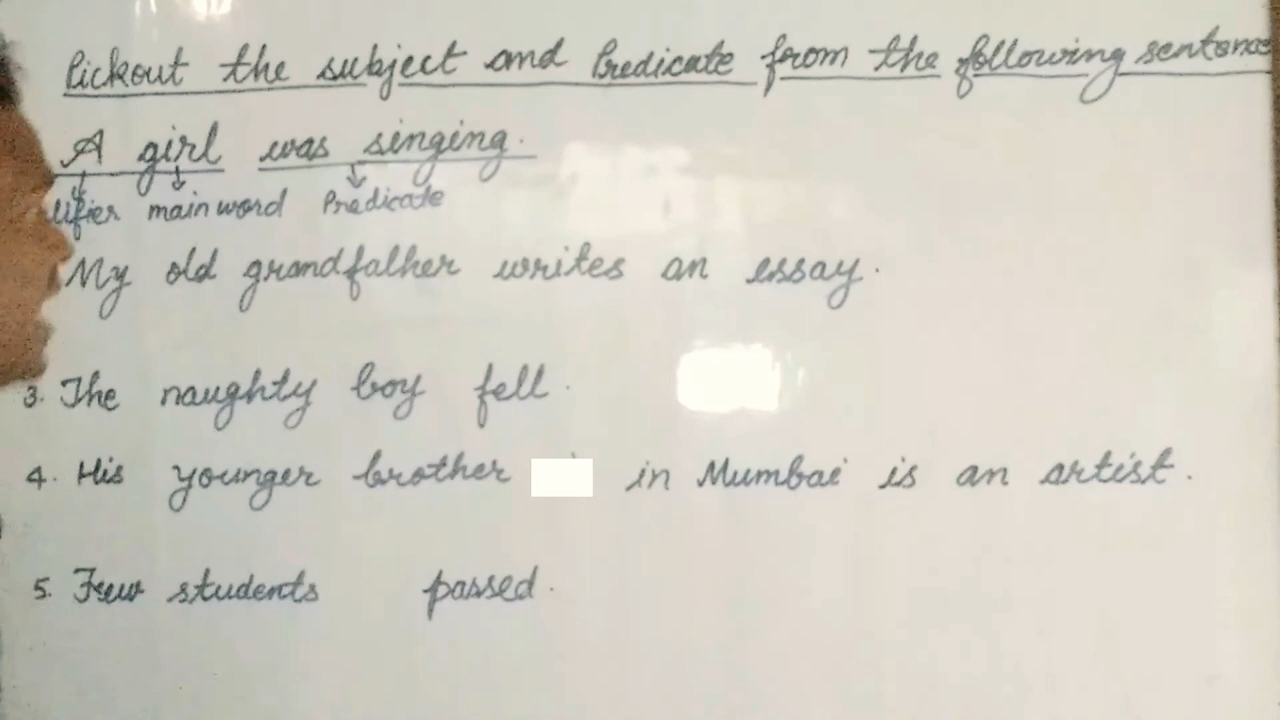 Pickout the subject and Predicate from the following sentence
A girl was singing.
lifier main word Predicate
My old grandfather writes an essay.
3. The naughty boy fell.
4. His younger brother in Mumbai is an artist.
5. Few students passed.